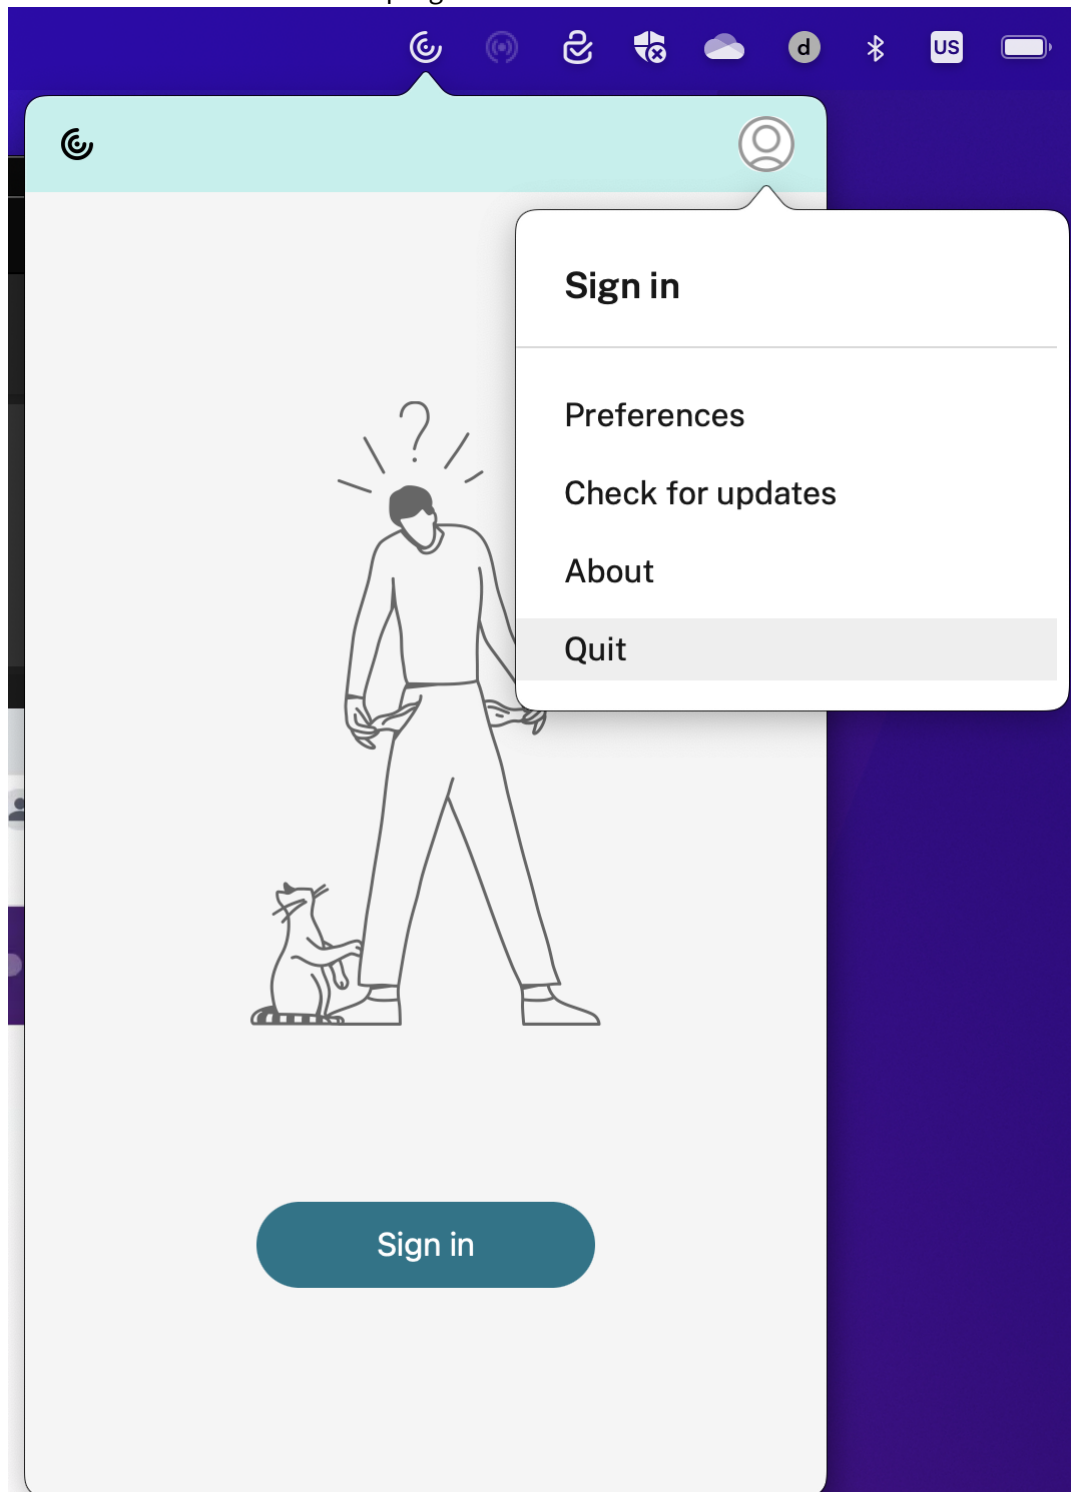 d
US
Sign in
Preferences
Check for updates
About
Quit
?
Sign in